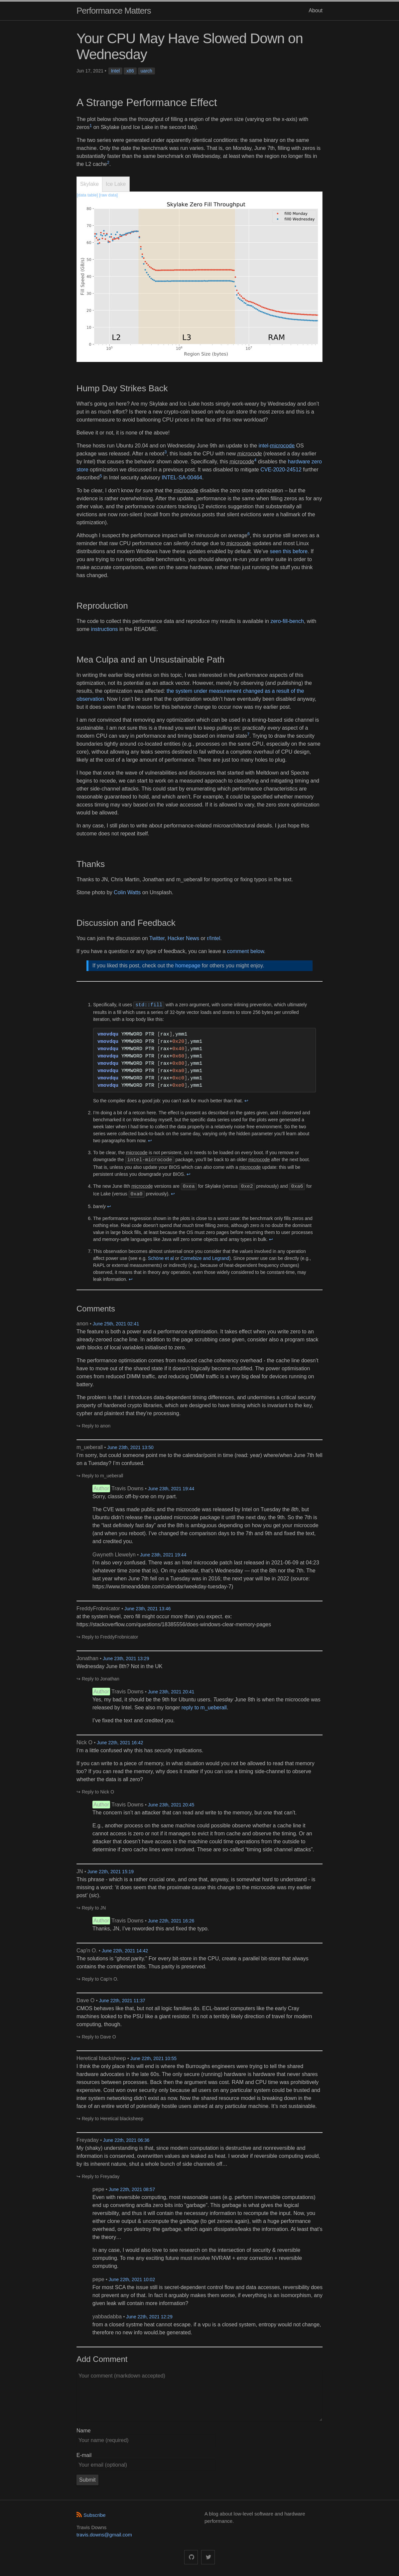 Performance Matters
About
Your CPU May Have Slowed Down on
Wednesday
Jun 17, 2021 • Intel x86 uarch
A Strange Performance Effect
The plot below shows the throughput of filling a region of the given size (varying on the x-axis) with
zeros1 on Skylake (and Ice Lake in the second tab).
The two series were generated under apparently identical conditions: the same binary on the same
machine. Only the date the benchmark was run varies. That is, on Monday, June 7th, filling with zeros is
substantially faster than the same benchmark on Wednesday, at least when the region no longer fits in
the L2 cache2.
Skylake
Ice Lake
Skylake Zero Fill Throughput
fill0 Monday
fill0 Wednesday
Fill Speed (GB/s)
80
70
60
50
40
30
20
10
0
L2
L3
RAM
10^5
10^6
10^7
Region Size (bytes)
Hump Day Strikes Back
What's going on here? Are my Skylake and Ice Lake hosts simply work-weary by Wednesday and don't
put in as much effort? Is there a new crypto-coin based on who can store the most zeros and this is a
countermeasure to avoid ballooning CPU prices in the face of this new workload?
Believe it or not, it is none of the above!
These hosts run Ubuntu 20.04 and on Wednesday June 9th an update to the intel-microcode OS
package was released. After a reboot3, this loads the CPU with new microcode (released a day earlier
by Intel) that causes the behavior shown above. Specifically, this microcode4 disables the hardware zero
store optimization we discussed in a previous post. It was disabled to mitigate CVE-2020-24512 further
described5 in Intel security advisory INTEL-SA-00464.
To be clear, I don't know for sure that the microcode disables the zero store optimization – but the
evidence is rather overwhelming. After the update, performance is the same when filling zeros as for any
other value, and the performance counters tracking L2 evictions suggest that substantially all
evictions are now non-silent (recall from the previous posts that silent evictions were a hallmark of the
optimization).
Although I suspect the performance impact will be minuscule on average6, this surprise still serves as a
reminder that raw CPU performance can silently change due to microcode updates and most Linux
distributions and modern Windows have these updates enabled by default. We've seen this before. If
you are trying to run reproducible benchmarks, you should always re-run your entire suite in order to
make accurate comparisons, even on the same hardware, rather than just running the stuff you think
has changed.
Reproduction
The code to collect this performance data and reproduce my results is available in zero-fill-bench, with
some instructions in the README.
Mea Culpa and an Unsustainable Path
In writing the earlier blog entries on this topic, I was interested in the performance aspects of this
optimization, not its potential as an attack vector. However, merely by observing and publishing the
results, the optimization was affected: the system under measurement changed as a result of the
observation. Now I can't be sure that the optimization wouldn't have eventually been disabled anyway,
but it does seem that the reason for this behavior change to occur now was my earlier post.
I am not convinced that removing any optimization which can be used in a timing-based side channel is
sustainable. I am not sure this is a thread you want to keep pulling on: practically every aspect of a
modern CPU can vary in performance and timing based on internal state7. Trying to draw the security
boundaries tightly around co-located entities (e.g., processes on the same CPU, especially on the same
core), without allowing any leaks seems destined to fail without a complete overhaul of CPU design,
likely at the cost of a large amount of performance. There are just too many holes to plug.
I hope that once the wave of vulnerabilities and disclosures that started with Meltdown and Spectre
begins to recede, we can start to work on a measured approach to classifying and mitigating timing and
other side-channel attacks. This could start by enumerating which performance characteristics are
reasonable guaranteed to hold, and which aren't. For example, it could be specified whether memory
access timing may vary based on the value accessed. If it is allowed to vary, the zero store optimization
would be allowed.
In any case, I still plan to write about performance-related microarchitectural details. I just hope this
outcome does not repeat itself.
Thanks
Thanks to JN, Chris Martin, Jonathan and m_ueberall for reporting or fixing typos in the text.
Stone photo by Colin Watts on Unsplash.
Discussion and Feedback
You can join the discussion on Twitter, Hacker News or r/Intel.
If you have a question or any type of feedback, you can leave a comment below.
If you liked this post, check out the homepage for others you might enjoy.
1. Specifically, it uses std::fill with a zero argument, with some inlining prevention, which ultimately
results in a fill which uses a series of 32-byte vector loads and stores to store 256 bytes per unrolled
iteration, with a loop body like this:
vmovdqu YMMWORD PTR [rax],ymm1
vmovdqu YMMWORD PTR [rax+0x20],ymm1
vmovdqu YMMWORD PTR [rax+0x40],ymm1
vmovdqu YMMWORD PTR [rax+0x60],ymm1
vmovdqu YMMWORD PTR [rax+0x80],ymm1
vmovdqu YMMWORD PTR [rax+0xa0],ymm1
vmovdqu YMMWORD PTR [rax+0xc0],ymm1
vmovdqu YMMWORD PTR [rax+0xe0],ymm1
So the compiler does a good job: you can't ask for much better than that. ↩
2. I'm doing a bit of a retcon here. The effect is present as described on the gates given, and I observed and
benchmarked it on Wednesday myself, but the specific data series used for the plots were generated a
week later when I had time to collect the data properly in a relatively noise-free environment. So the two
series were collected back-to-back on the same day, varying only the hidden parameter you'll learn about
two paragraphs from now. ↩
3. To be clear, the microcode is not persistent, so it needs to be loaded on every boot. If you remove or
downgrade the intel-microcode package, you'll be back to an older microcode after the next boot.
That is, unless you also update your BIOS which can also come with a microcode update: this will be
persistent unless you downgrade your BIOS. ↩
4. The new June 8th microcode versions are 0xea for Skylake (versus 0xe2 previously) and 0xa6 for
Ice Lake (versus 0xa0 previously). ↩
5. barely ↩
6. The performance regression shown in the plots is close to a worst case: the benchmark only fills zeros and
nothing else. Real code doesn't spend that much time filling zeros, although zero is no doubt the dominant
value in large block fills, at least because the OS must zero pages before returning them to user processes
and memory-safe languages like Java will zero some objects and array types in bulk. ↩
7. This observation becomes almost universal once you consider that the values involved in any operation
affect power use (see e.g. Schöne et al or Cornebize and Legrand). Since power use can be directly (e.g.,
RAPL or external measurements) or indirectly (e.g., because of heat-dependent frequency changes)
observed, it means that in theory any operation, even those widely considered to be constant-time, may
leak information. ↩
Comments
anon • June 25th, 2021 02:41
The feature is both a power and a performance optimization. It takes effect when you write zero to an
already-zeroed cache line. In addition to the page scrubbing case given, consider also a program stack
with blocks of local variables initialised to zero.
The performance optimisation comes from reduced cache coherency overhead - the cache line doesn't
have to move out of the shared state if it doesn't logically become modified. The power optimisation
comes from reduced DIMM traffic, and reducing DIMM traffic is a very big deal for devices running on
battery.
The problem is that it introduces data-dependent timing differences, and undermines a critical security
property of hardened crypto libraries, which are designed to have timing which is invariant to the key,
cypher and plaintext that they're processing.
↪ Reply to anon
m_ueberall • June 23th, 2021 13:50
I'm sorry, but could someone point me to the calendar/point in time (read: year) where/when June 7th fell
on a Tuesday? I'm confused.
↪ Reply to m_ueberall
Author Travis Downs • June 23th, 2021 19:44
Sorry, classic off-by-one on my part.
The CVE was made public and the microcode was released by Intel on Tuesday the 8th, but
Ubuntu didn't release the updated microcode package it until the next day, the 9th. So the 7th is
the "last definitely bad day" and the 8th is ambiguous depending on how you get your microcode
(and when you reboot), I've changed the comparison days to the 7th and 9th and fixed the text,
and credited you.
Gwyneth Llewelyn • June 23th, 2021 19:44
I'm also very confused. There was an Intel microcode patch last released in 2021-06-09 at 04:23
(whatever time zone that is). On my calendar, that's Wednesday — not the 8th nor the 7th. The
last year June 7th fell on a Tuesday was in 2018, the next year will be in 2022 (source:
https://www.timeanddate.com/calendar/weekday-tuesday-7)
FreddyFrobnicator • June 23th, 2021 13:46
at the system level, zero fill might occur more than you expect. ex:
https://stackoverflow.com/questions/18385556/does-windows-clear-memory-pages
↪ Reply to FreddyFrobnicator
Jonathan • June 23th, 2021 13:29
Wednesday June 8th? Not in the UK
↪ Reply to Jonathan
Author Travis Downs • June 23th, 2021 20:41
Yes, my bad, it should be the 9th for Ubuntu users. Tuesday June 8th is when the microcode was
released by Intel. See also my longer reply to m_ueberall.
I've fixed the text and credited you.
Nick O • June 22th, 2021 18:42
I'm a little confused why this has security implications.
If you can write to a piece of memory, in what situation would you not be allowed to read that memory
too? If you can read the memory, why does it matter if you can use a timing side-channel to observe
whether the data is all zero?
↪ Reply to Nick O
Author Travis Downs • June 23th, 2021 20:45
The concern isn't an attacker that can read and write to the memory, but one that can't.
E.g., another process on the same machine could possible observe whether a cache line it
cannot access is zero or not if it manages to evict it from the cache and observe the timing. Or an
attacker that doesn't have access to the machine could time operations from the outside to
determine if zero cache lines were involved. These are so-called "timing side channel attacks".
JN • June 22th, 2021 15:19
This phrase - which is a rather crucial one, and one that, anyway, is somewhat hard to understand - is
missing a word: 'it does seem that the proximate cause this change to the microcode was my earlier
post' (sic).
↪ Reply to JN
Author Travis Downs • June 22th, 2021 16:26
Thanks, JN, I've reworded this and fixed the typo.
Cap'n O. • June 22th, 2021 14:42
The solutions is "ghost parity." For every bit-store in the CPU, create a parallel bit-store that always
contains the complement bits. Thus parity is preserved.
↪ Reply to Cap'n O.
Dave O • June 22th, 2021 11:37
CMOS behaves like that, but not all logic families do. ECL-based computers like the early Cray
machines looked to the PSU like a giant resistor. It's not a terribly likely direction of travel for modern
computing, though.
↪ Reply to Dave O
Heretical blacksheep • June 22th, 2021 10:55
I think the only place this will end is where the Burroughs engineers were trying to tell the shared
hardware advocates in the late 60s. The only secure (running) hardware is hardware that never shares
resources between processes. Back then the argument was cost. RAM and CPU time was prohibitively
expensive. Cost won over security only because all users on any particular system used to be trusted and
inter system networking didn't exist as now. Now the trusted model resource computing no longer works
in the face of an entire world of potentially hostile users aimed at any particular machine. It's not sustainable.
↪ Reply to Heretical blacksheep
Freyaday • June 22th, 2021 06:36
My (shaky) understanding is that, since modern computation is destructive and nonreversible and
information is conserved, overwritten values are leaked as heat. I wonder if reversible computing would,
by its inherent nature, shut a whole bunch of side channels off…
↪ Reply to Freyaday
pepe • June 22th, 2021 08:57
Even with reversible computing, most reasonable uses (e.g. perform irreversible computations)
end up converting ancilla zero bits into "garbage". This garbage is what gives the logical
reversibility, and thus it will contain the necessary information to recompute the input. Now, you
either clone output & uncompute the garbage (to get zeroes again), with a huge performance
overhead, or you destroy the garbage, which again dissipates/leaks the information. At least that's
the theory…
In any case, I would also love to see research on the intersection of security & reversible
computing. To me any exciting future must involve NVRAM + error correction + reversible
computing.
pepe • June 22th, 2021 10:02
For most SCA the issue still is secret-dependent control flow and data accesses, reversibility does
not prevent any of that. In fact it arguably makes them worse, if everything is an isomorphism, any
given leak will contain more information?
yabbadabba • June 22th, 2021 12:29
from a closed systme heat cannot escape. if a vpu is a closed system, entropy would not change,
therefore no new info would be generated.
Add Comment
Your comment (markdown accepted)
Name
Your name (required)
E-mail
Your email (optional)
Submit
Subscribe
A blog about low-level software and hardware
performance.
Travis Downs
travis.downs@gmail.com